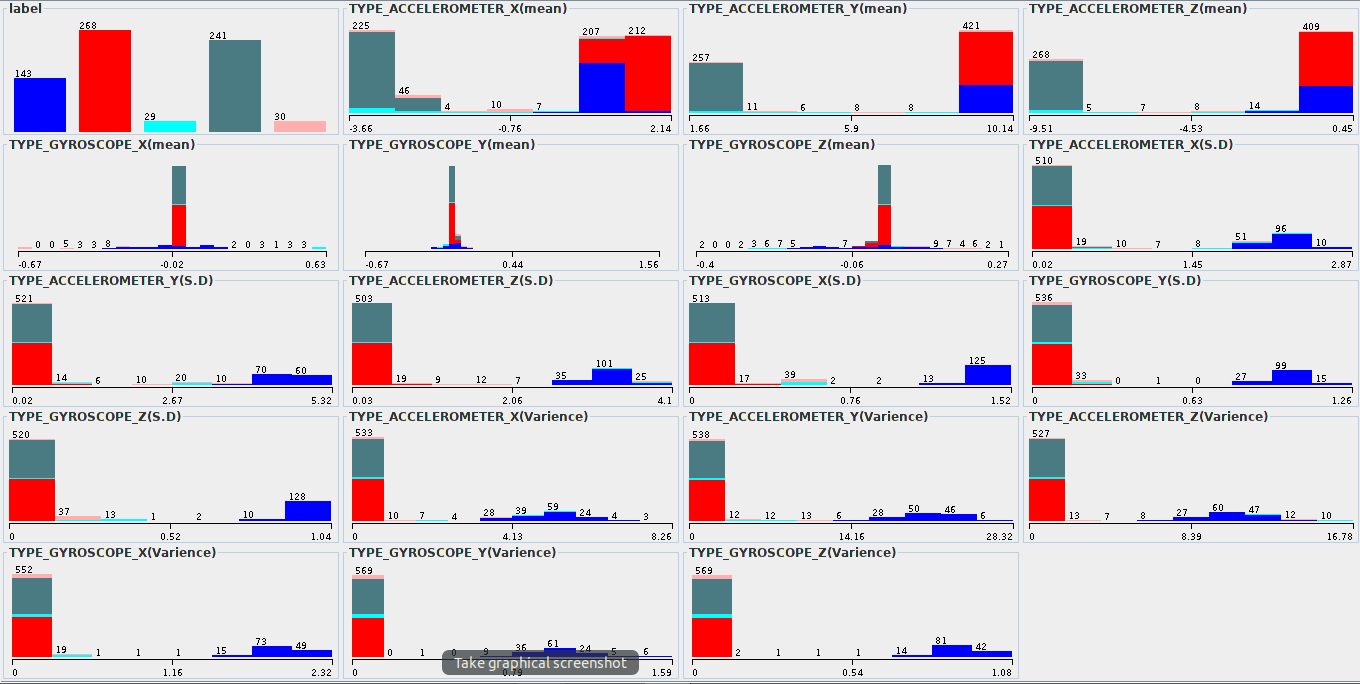 label
143 268 29 241 30
TYPE_ACCELEROMETER_X(mean)
225 46 4 10 7 207 212
-3.66 -0.76 2.14
TYPE_ACCELEROMETER_Y(mean)
257 11 6 8 8 421
1.66 5.9 10.14
TYPE_ACCELEROMETER_Z(mean)
268 5 7 8 14 409
-9.51 -4.53 0.45
TYPE_GYROSCOPE_X(mean)
0 0 5 3 3 8 2 0 3 1 3 3
-0.67 -0.02 0.63
TYPE_GYROSCOPE_Y(mean)
-0.67 0.44 1.56
TYPE_GYROSCOPE_Z(mean)
2 0 0 2 3 6 7 5 7 9 7 4 6 2 1
-0.4 -0.06 0.27
TYPE_ACCELEROMETER_X(S.D)
510 19 10 7 8 51 96 10
0.02 1.45 2.87
TYPE_ACCELEROMETER_Y(S.D)
521 14 6 10 20 10 70 60
0.02 2.67 5.32
TYPE_ACCELEROMETER_Z(S.D)
503 19 9 12 7 35 101 25
0.03 2.06 4.1
TYPE_GYROSCOPE_X(S.D)
513 17 39 2 2 13 125
0 0.76 1.52
TYPE_GYROSCOPE_Y(S.D)
536 33 0 1 0 27 99 15
0 0.63 1.26
TYPE_GYROSCOPE_Z(S.D)
520 37 13 1 2 10 128
0 0.52 1.04
TYPE_ACCELEROMETER_X(Varience)
533 10 7 4 28 39 59 24 4 3
0 4.13 8.26
TYPE_ACCELEROMETER_Y(Varience)
538 12 12 13 6 28 50 46 6
0 14.16 28.32
TYPE_ACCELEROMETER_Z(Varience)
527 13 7 8 27 60 47 12 10
0 8.39 16.78
TYPE_GYROSCOPE_X(Varience)
552 19 1 1 1 15 73 49
0 1.16 2.32
TYPE_GYROSCOPE_Y(Varience)
569 0 1 0 9 36 61 24 5 6
Take graphical screenshot
0 0.79 1.59
TYPE_GYROSCOPE_Z(Varience)
569 2 1 1 1 14 81 42
0 0.54 1.08